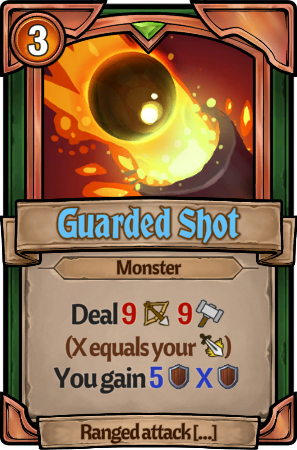 3
Guarded Shot
Monster
Deal 9 9
(X equals your )
You gain 5 X
Ranged attack [...]